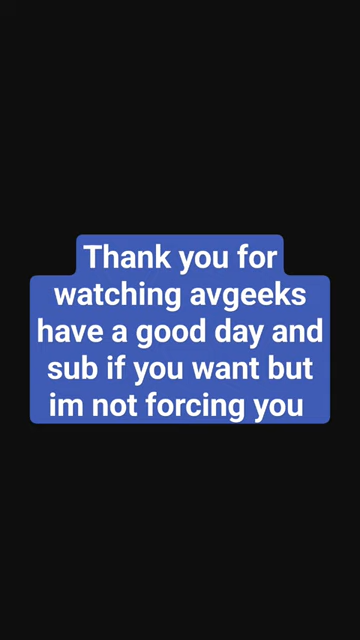 Thank you for
watching avgeeks
have a good day and
sub if you want but
im not forcing you